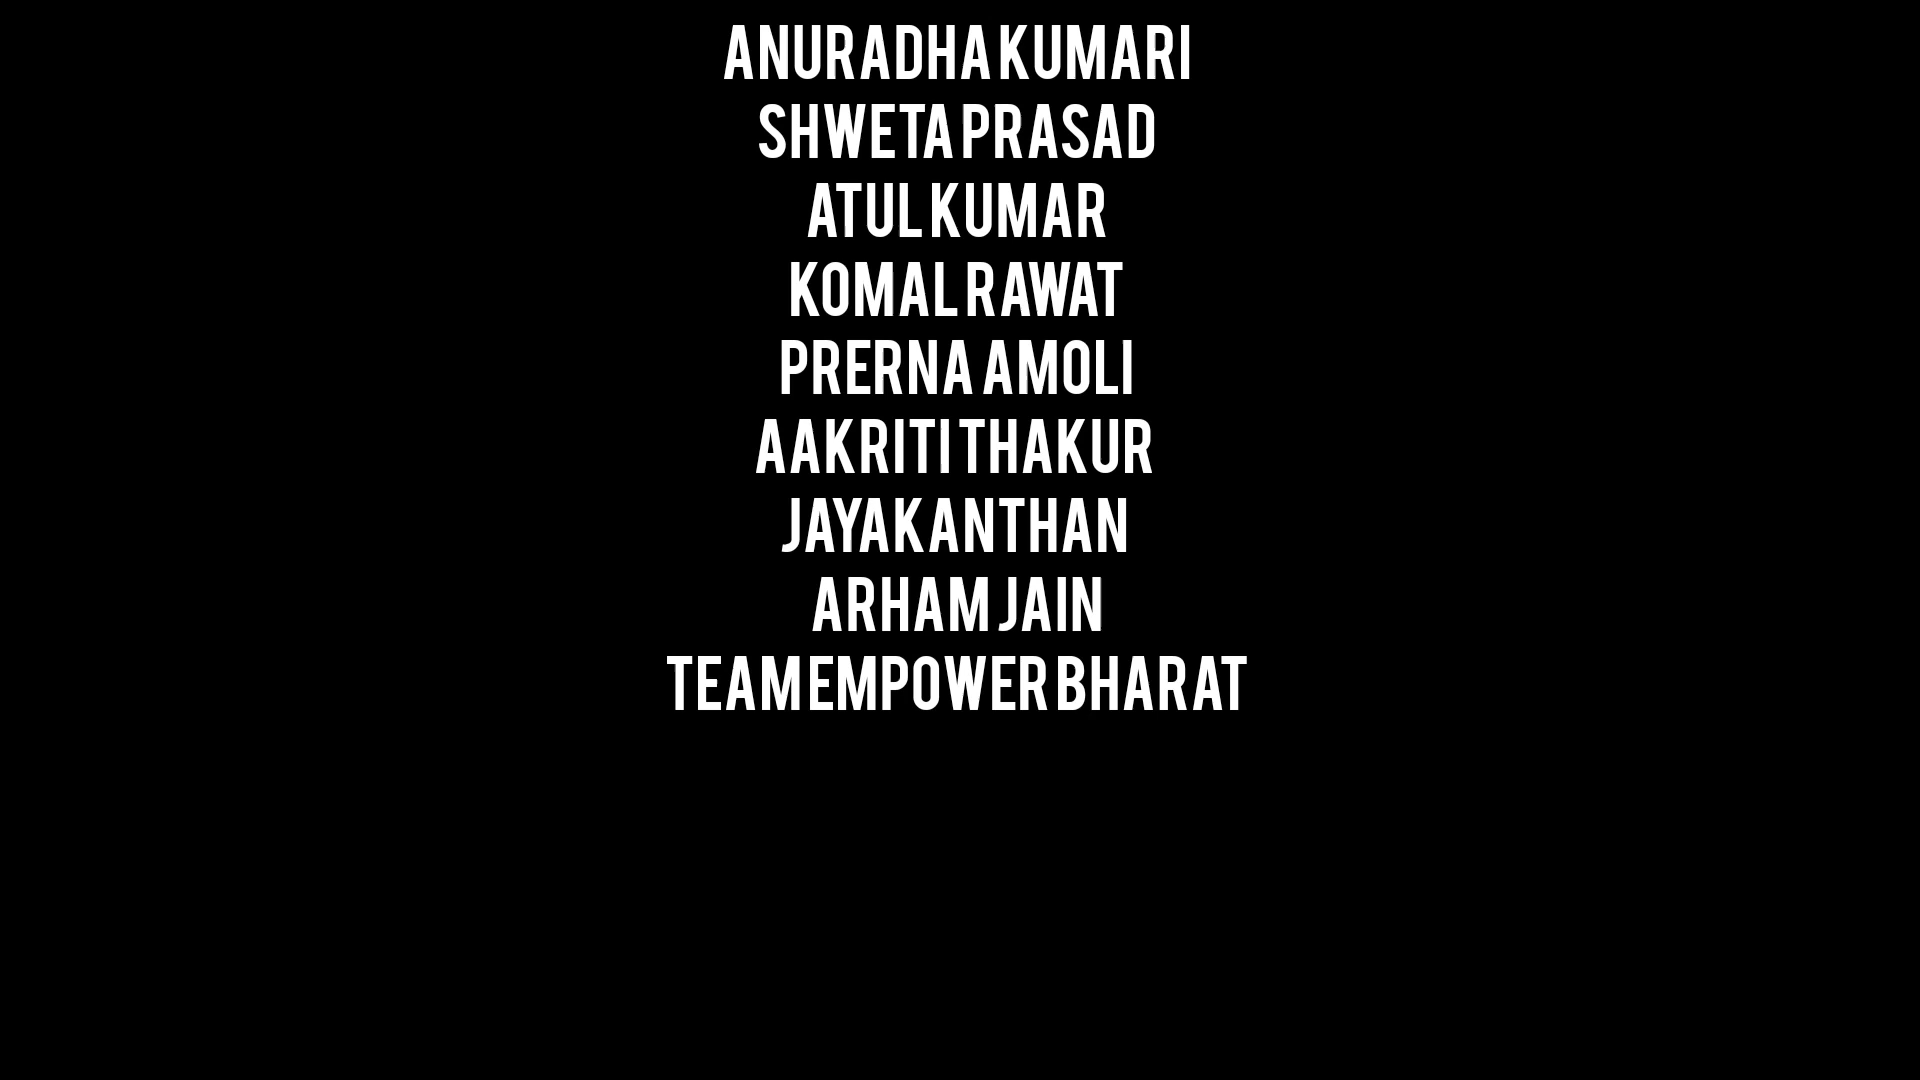 ANURADHA KUMARI
SHWETA PRASAD
ATUL KUMAR
KOMAL RAWAT
PRERNA AMOLI
AAKRITI THAKUR
JAYAKANTHAN
ARHAM JAIN
TEAM EMPOWER BHARAT